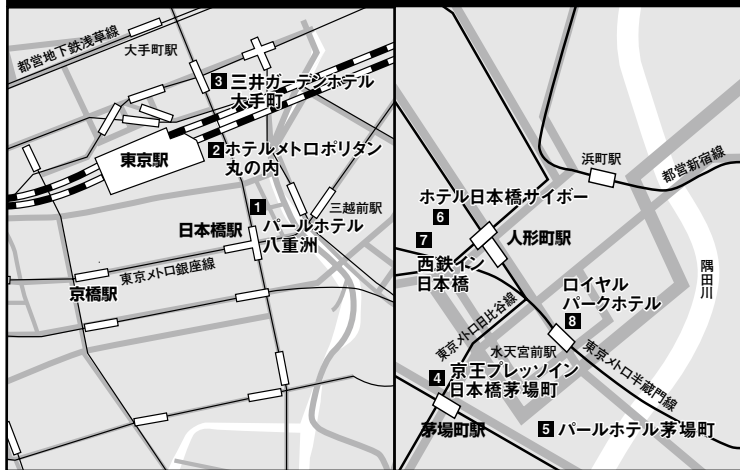 都営地下鉄浅草線
大手町駅
3 三井ガーデンホテル
大手町
東京駅
2 ホテルメトロポリタン
丸の内
三越前駅
1 パールホテル
八重洲
日本橋駅
東京メトロ銀座線
京橋駅
浜町駅
都営新宿線
ホテル日本橋サイボー
6
人形町駅
7
西鉄イン
日本橋
隅田川
ロイヤル
パークホテル
8
東京メトロ日比谷線
水天宮前駅
東京メトロ半蔵門線
4 京王プレッソイン
日本橋茅場町
茅場町駅
5 パールホテル茅場町